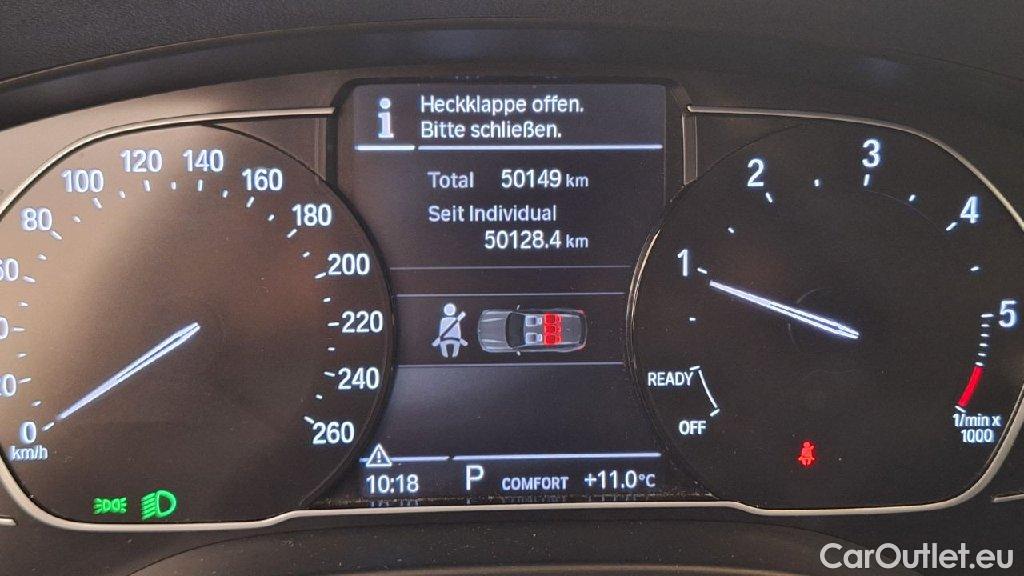 Heckklappe offen.
Bitte schließen.
Total 50149 km
Seit Individual
50128.4 km
0
80
100
120
140
160
180
200
220
240
260
km/h
1
2
3
4
5
READY
OFF
1/min x
1000
10:18 P COMFORT +11.0°C
CarOutlet.eu